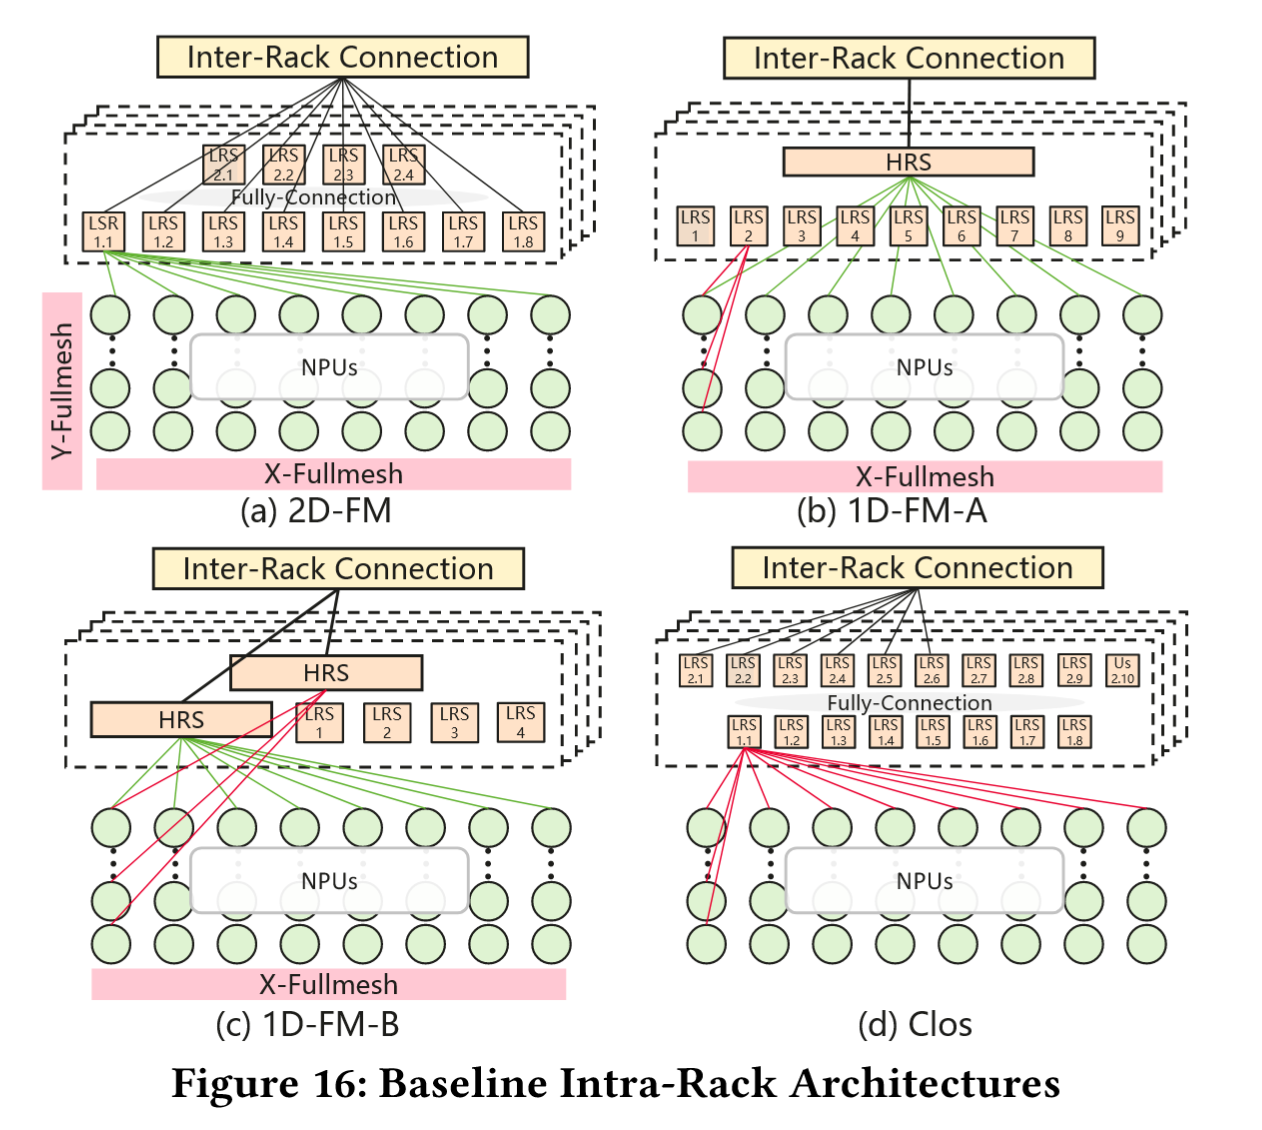 Inter-Rack Connection
LRS 2.1
LRS 2.2
LRS 2.3
LRS 2.4
Fully-Connection
LSR 1.1
LRS 1.2
LRS 1.3
LRS 1.4
LRS 1.5
LRS 1.6
LRS 1.7
LRS 1.8
Y-Fullmesh
NPUs
X-Fullmesh
(a) 2D-FM
Inter-Rack Connection
HRS
LRS 1
LRS 2
LRS 3
LRS 4
LRS 5
LRS 6
LRS 7
LRS 8
LRS 9
NPUs
X-Fullmesh
(b) 1D-FM-A
Inter-Rack Connection
HRS
HRS
LRS 1
LRS 2
LRS 3
LRS 4
NPUs
X-Fullmesh
(c) 1D-FM-B
Inter-Rack Connection
LRS 2.1
LRS 2.2
LRS 2.3
LRS 2.4
LRS 2.5
LRS 2.6
LRS 2.7
LRS 2.8
LRS 2.9
Us 2.10
Fully-Connection
LRS 1.1
LRS 1.2
LRS 1.3
LRS 1.4
LRS 1.5
LRS 1.6
LRS 1.7
LRS 1.8
NPUs
(d) Clos
Figure 16: Baseline Intra-Rack Architectures